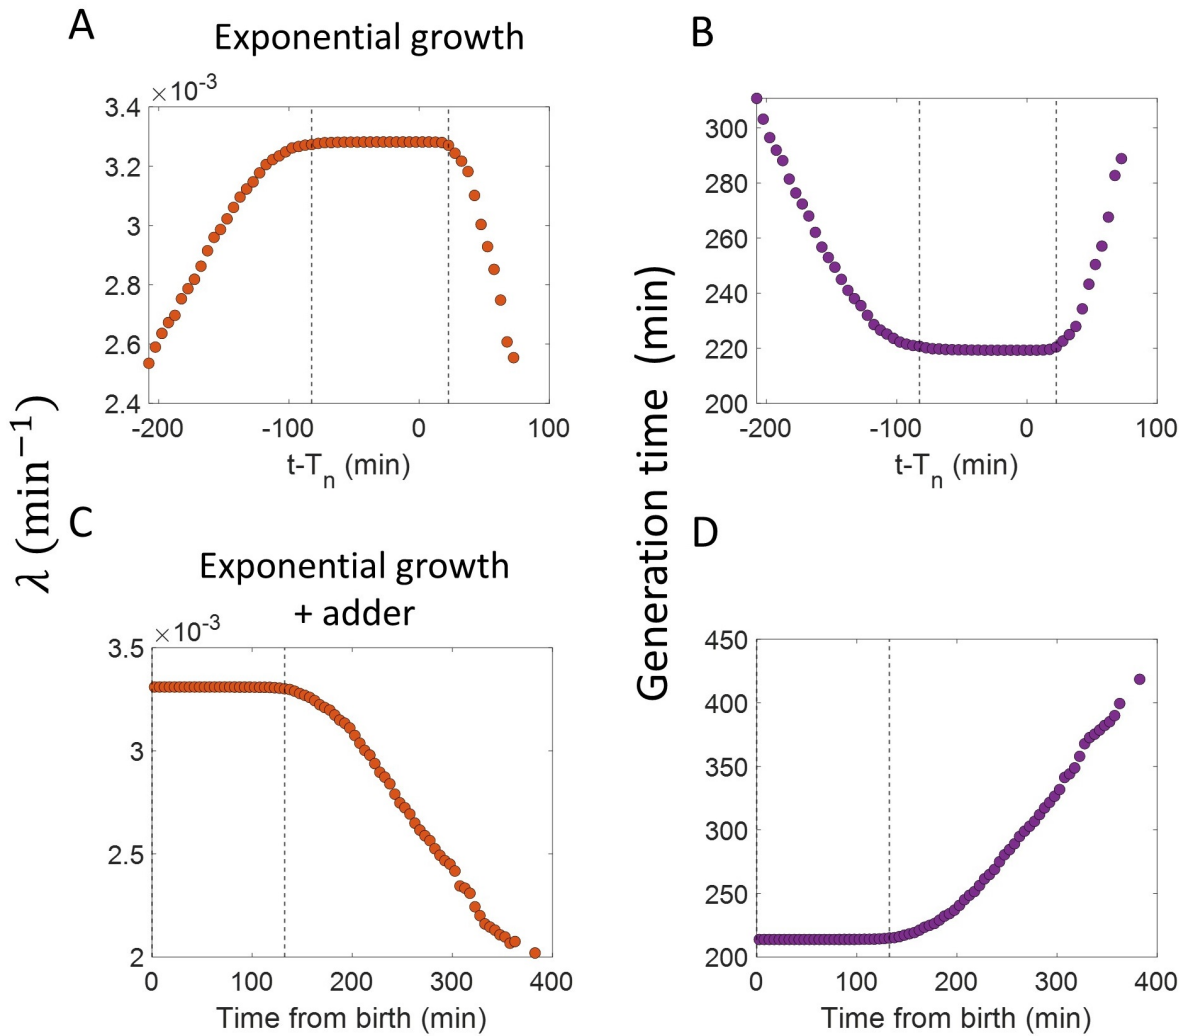 A
Exponential growth
×10-3
3.4
3.2
3
2.8
2.6
2.4
-200 -100 0 100
t-Tn (min)
B
300
280
260
240
220
200
-200 -100 0 100
t-Tn (min)
λ (min−1)
Generation time (min)
C
Exponential growth
+ adder
×10-3
3.5
3
2.5
2
0 100 200 300 400
Time from birth (min)
D
450
400
350
300
250
200
0 100 200 300 400
Time from birth (min)